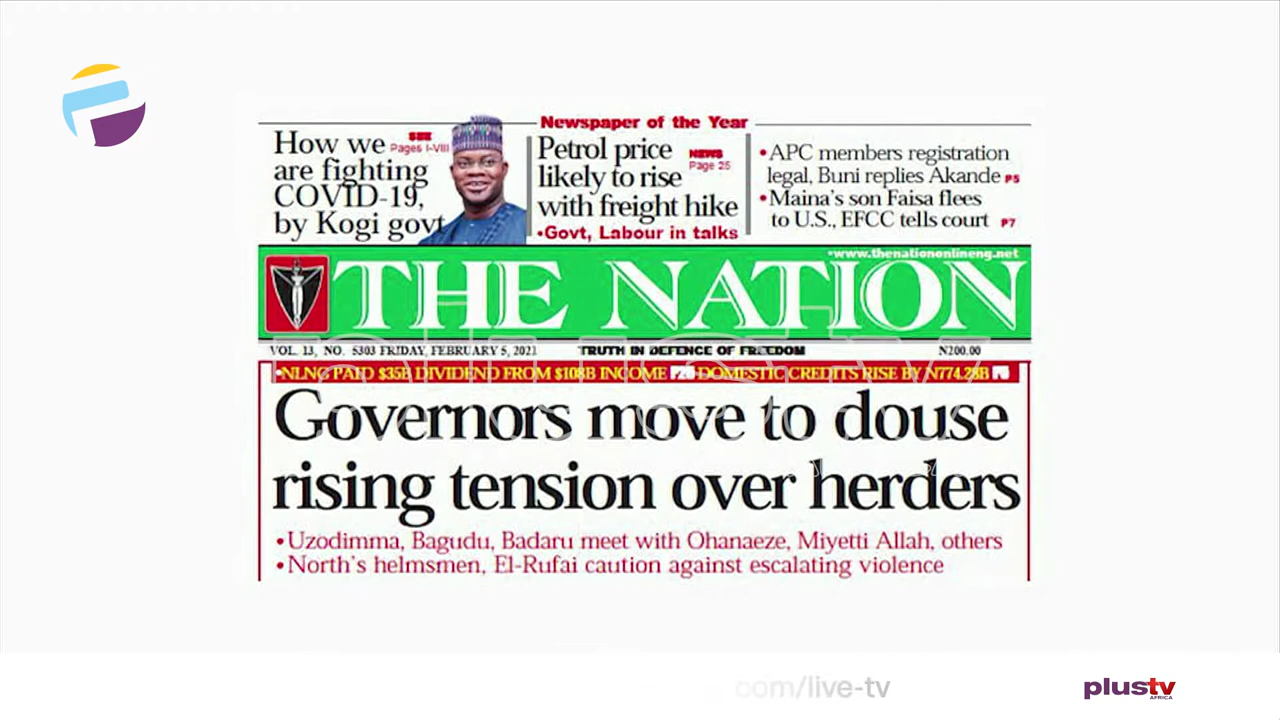 Newspaper of the Year
How we
are fighting
COVID-19,
by Kogi govt
SEE
Pages I-VIII
Petrol price
likely to rise
with freight hike
NEWS
Page 25
•Govt, Labour in talks
•APC members registration
legal, Buni replies Akande P5
•Maina's son Faisa flees
to U.S., EFCC tells court P7
•www.thenationonlineng.net
THE NATION
VOL. 13, NO. 5303 FRIDAY, FEBRUARY 5, 2021 TRUTH IN DEFENCE OF FREEDOM N200.00
•NLNG PAID $35B DIVIDEND FROM $108B INCOME DOMESTIC CREDITS RISE BY N774.28B
Governors move to douse
rising tension over herders
•Uzodimma, Bagudu, Badaru meet with Ohanaeze, Miyetti Allah, others
•North's helmsmen, El-Rufai caution against escalating violence
.com/live-tv
plustv
AFRICA